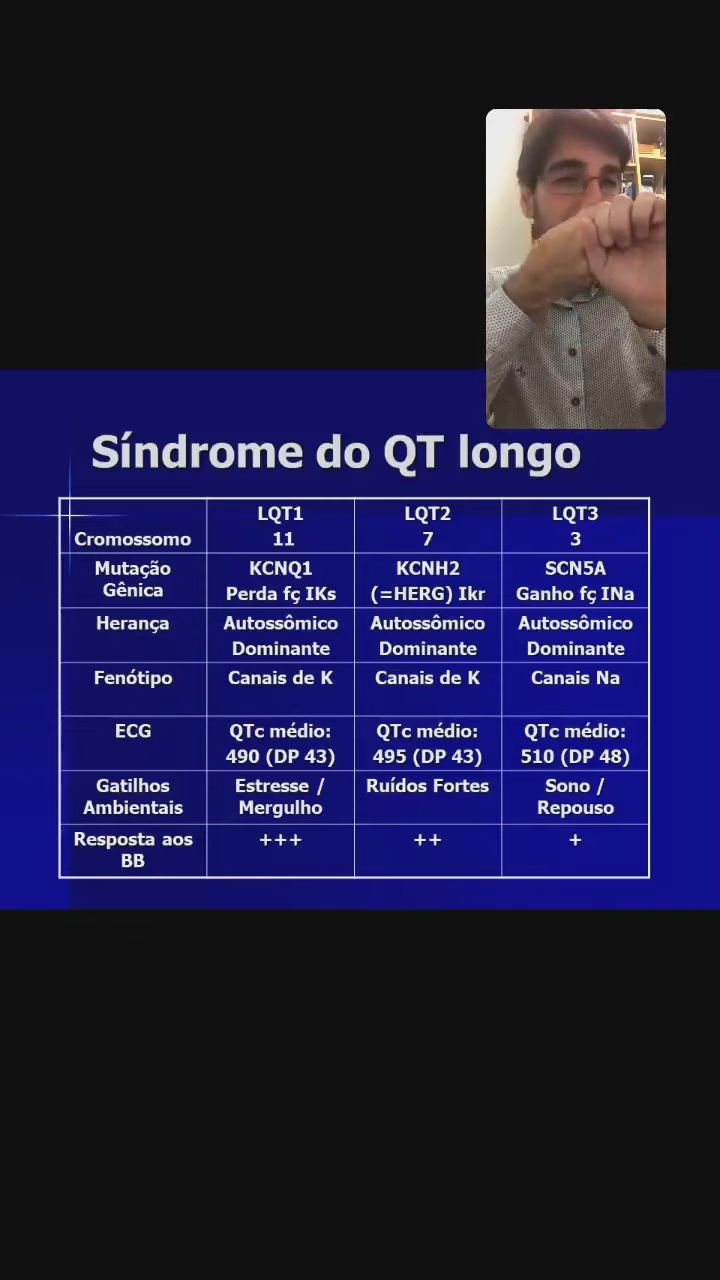 Síndrome do QT longo
Cromossomo
LQT1
11
LQT2
7
LQT3
3
Mutação
Gênica
KCNQ1
Perda fç IKs
KCNH2
(=HERG) Ikr
SCN5A
Ganho fç INa
Herança
Autossômico
Dominante
Autossômico
Dominante
Autossômico
Dominante
Fenótipo
Canais de K
Canais de K
Canais Na
ECG
QTc médio:
490 (DP 43)
QTc médio:
495 (DP 43)
QTc médio:
510 (DP 48)
Gatilhos
Ambientais
Estresse /
Mergulho
Ruídos Fortes
Sono /
Repouso
Resposta aos
BB
+++
++
+